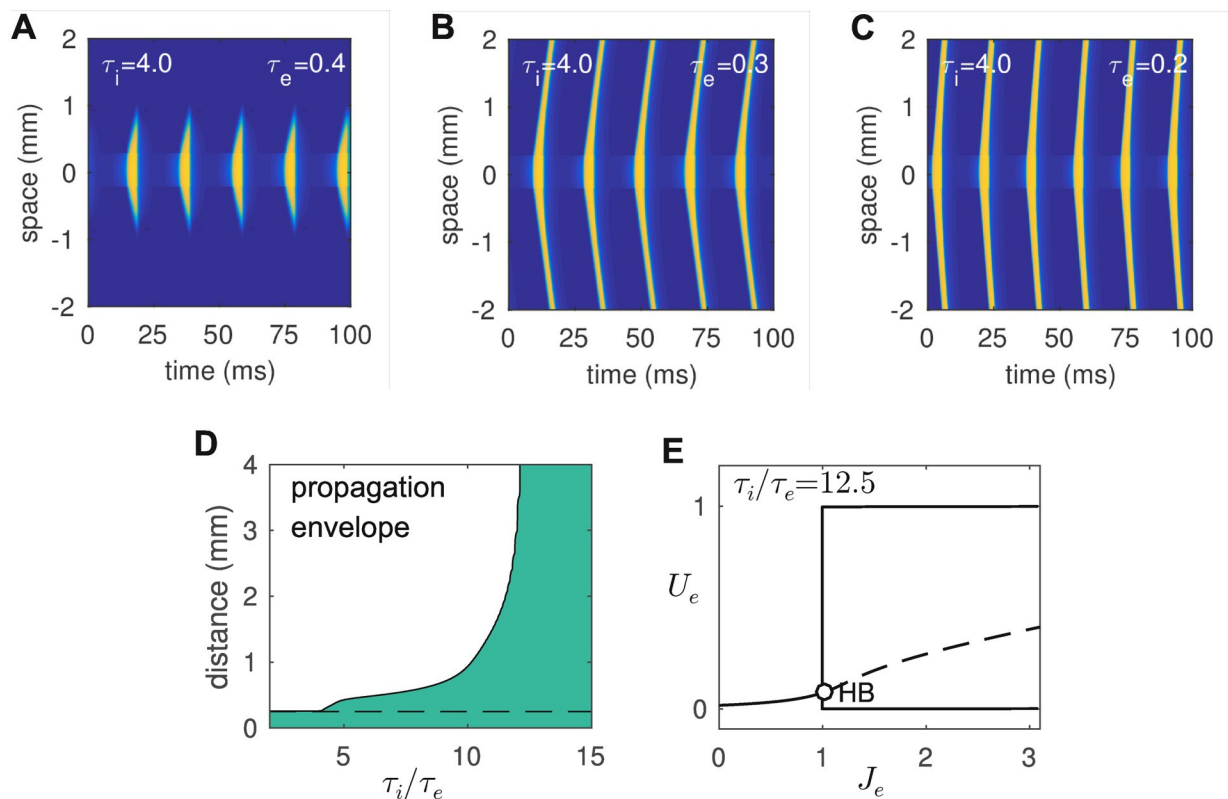 A
B
C
2
1
0
-1
-2
space (mm)
τi=4.0 τe=0.4
0 25 50 75 100
time (ms)
2
1
0
-1
-2
space (mm)
τi=4.0 τe=0.3
0 25 50 75 100
time (ms)
2
1
0
-1
-2
space (mm)
τi=4.0 τe=0.2
0 25 50 75 100
time (ms)
D
4
3
2
1
0
distance (mm)
propagation
envelope
5 10 15
τi/τe
E
τi/τe=12.5
1
Ue
0
HB
0 1 2 3
Je